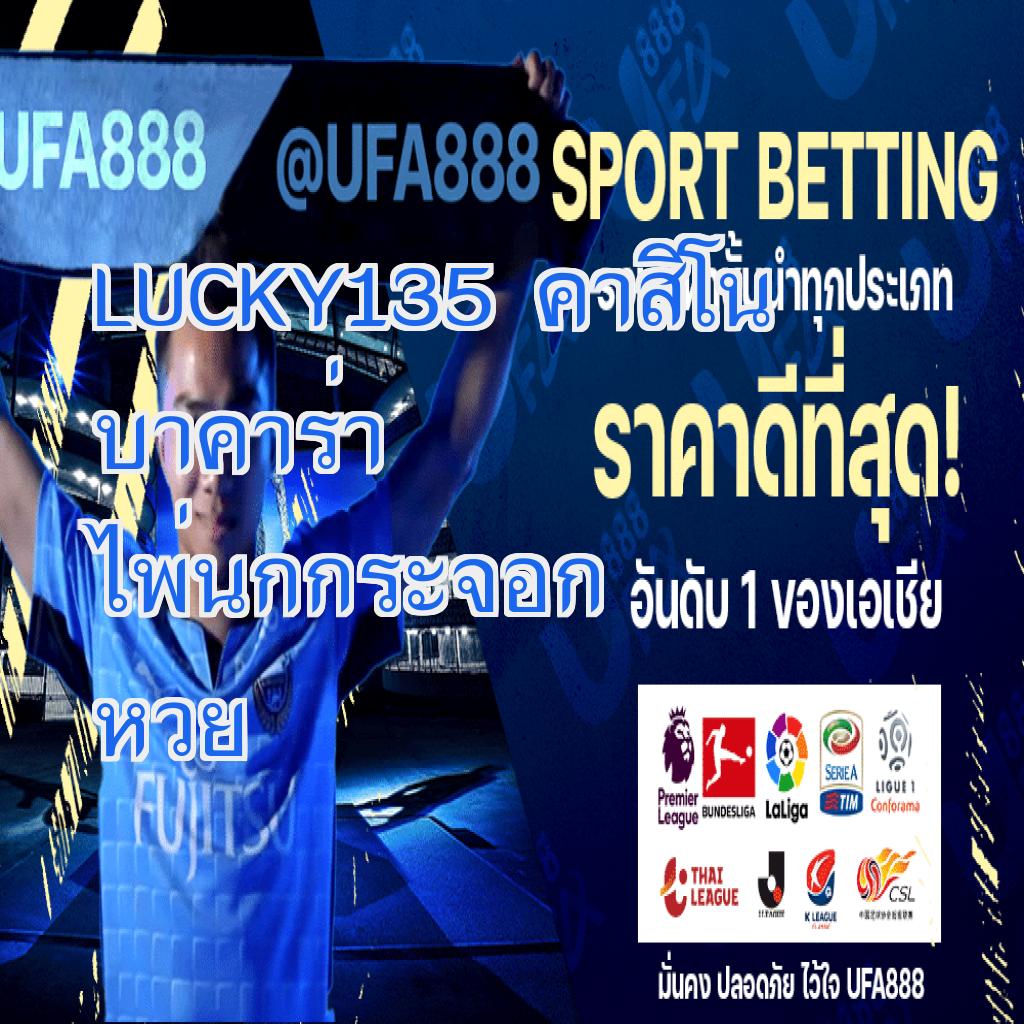 UFA888
@UFA888
SPORT BETTING
นำทุกประเภท
LUCKY135 คาสิโน
บาคาร่า
ไพ่นกกระจอก
หวย
ราคาดีที่สุด!
อันดับ 1 ของเอเชีย
FUJITSU
Premier League
BUNDESLIGA
LaLiga
SERIE A
TIM
LIGUE 1
Conforama
THAI LEAGUE
J.LEAGUE
K LEAGUE
CSL
มั่นคง ปลอดภัย ไว้ใจ UFA888